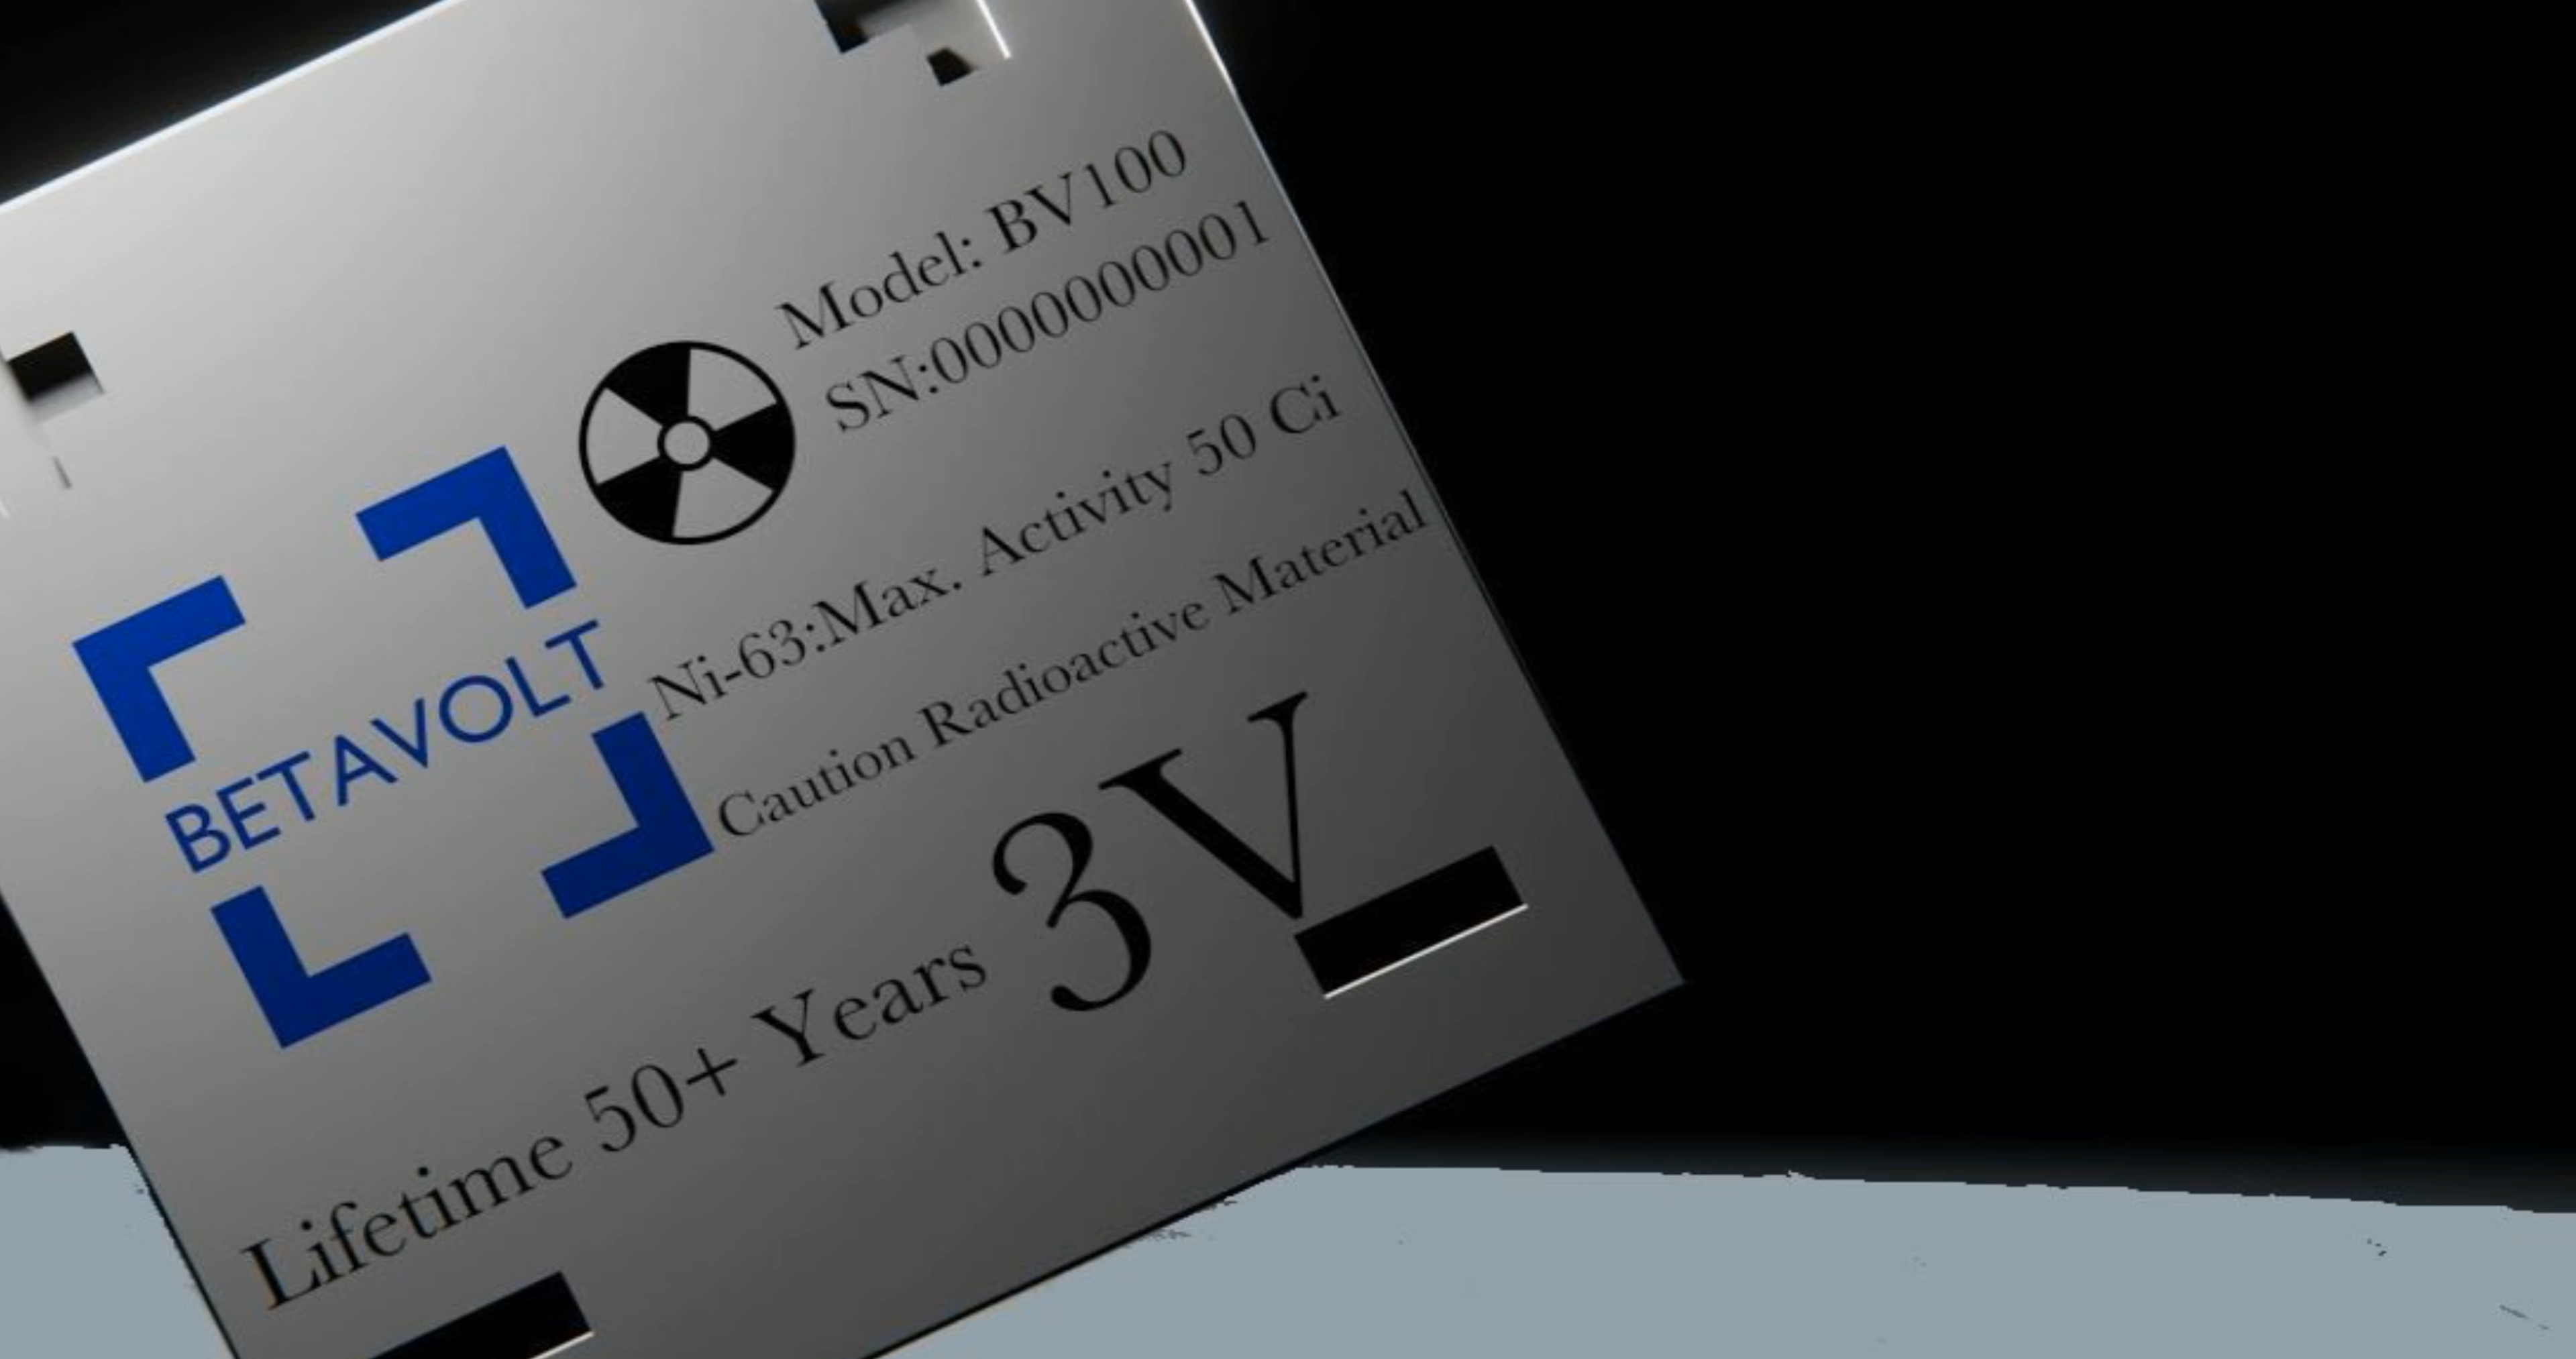 Model: BV100
SN:0000000001
Ni-63:Max. Activity 50 Ci
Caution Radioactive Material
BETAVOLT
Lifetime 50+ Years
3V